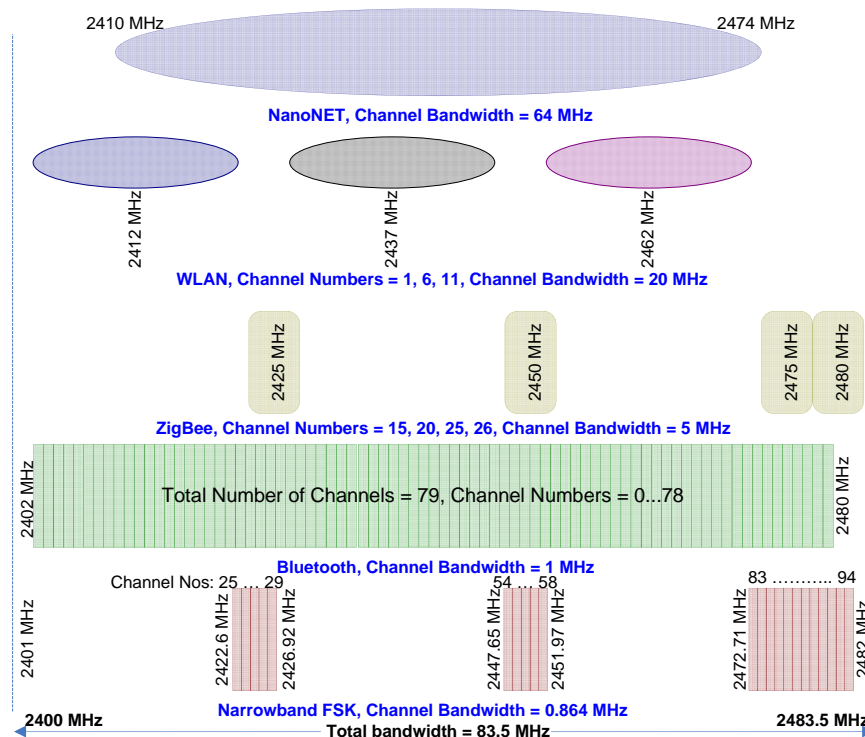 2410 MHz 2474 MHz
NanoNET, Channel Bandwidth = 64 MHz
2412 MHz
2437 MHz
2462 MHz
WLAN, Channel Numbers = 1, 6, 11, Channel Bandwidth = 20 MHz
2425 MHz
2450 MHz
2475 MHz
2480 MHz
ZigBee, Channel Numbers = 15, 20, 25, 26, Channel Bandwidth = 5 MHz
2402 MHz
Total Number of Channels = 79, Channel Numbers = 0...78
2480 MHz
Bluetooth, Channel Bandwidth = 1 MHz
Channel Nos: 25 ... 29 54 ... 58 83 ……….. 94
2401 MHz
2422.6 MHz
2426.92 MHz
2447.65 MHz
2451.97 MHz
2472.71 MHz
2482 MHz
Narrowband FSK, Channel Bandwidth = 0.864 MHz
2400 MHz 2483.5 MHz
Total bandwidth = 83.5 MHz